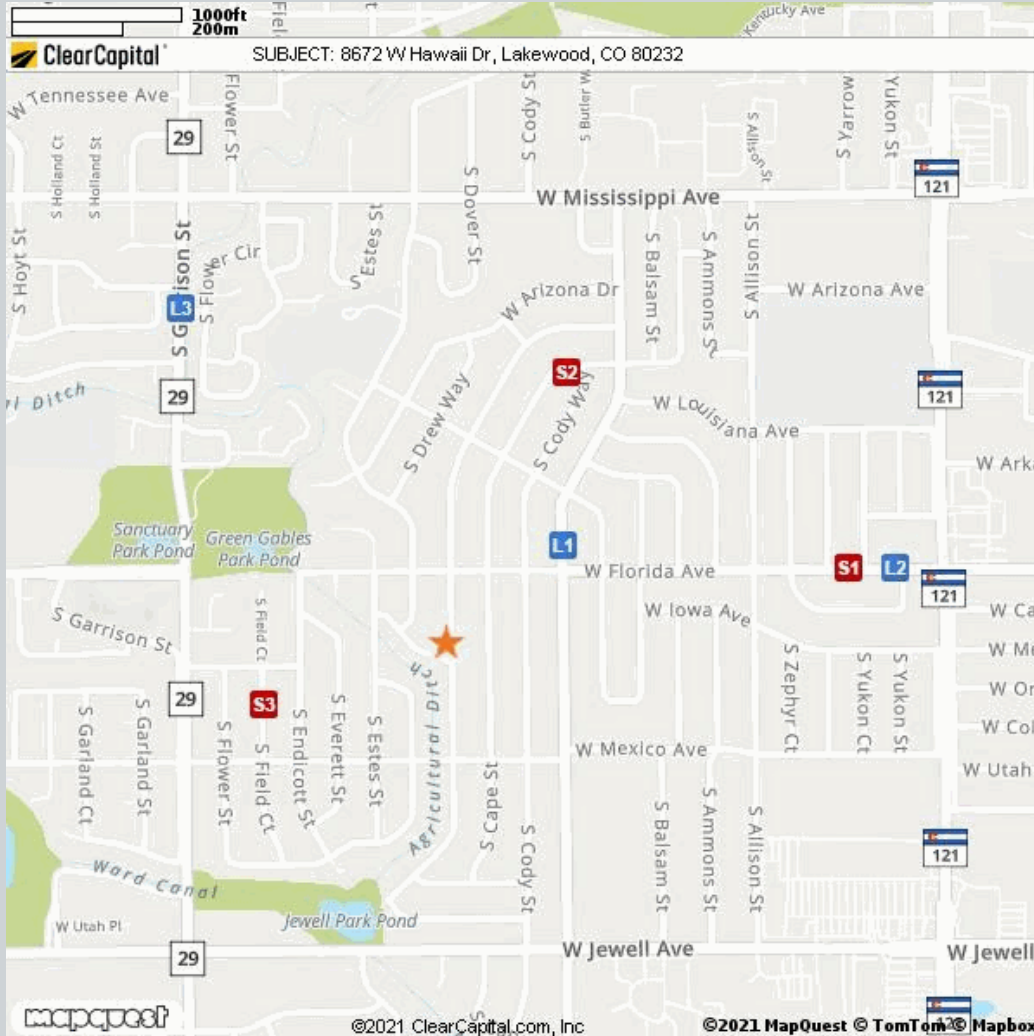 1000ft
200m
ClearCapital
SUBJECT: 8672 W Hawaii Dr, Lakewood, CO 80232
Kentucky Ave
W Tennessee Ave
29
Flower St
S Cody St
S Butler W
S Yarrow
Yukon St
S Holland Ct
S Holland St
S Allison St
121
W Mississippi Ave
S Dover St
S Estes St
S Hoyt St
S Garrison St
S Flower Cir
L3
S Balsam St
S Ammons St
S Allison St
W Arizona Dr
W Arizona Ave
S2
29
121
S Drew Way
S Cody Way
W Louisiana Ave
W Ark
Sanctuary
Park Pond
Green Gables
Park Pond
L1
W Florida Ave
S1
L2
121
S Garrison St
S Field Ct
W Iowa Ave
W Ca
W Me
W Or
W Col
W Utah
29
S3
S Garland Ct
S Garland St
S Flower St
S Field Ct
S Endicott St
S Everett St
S Estes St
Agricultural Ditch
S Zephyr Ct
S Yukon Ct
S Yukon St
W Mexico Ave
S Cadet St
S Cody St
S Balsam St
S Ammons St
S Allison St
121
Ward Canal
W Utah Pl
Jewell Park Pond
29
W Jewell Ave
W Jewell
mapquest
©2021 ClearCapital.com, Inc
©2021 MapQuest © TomTom © Mapbox